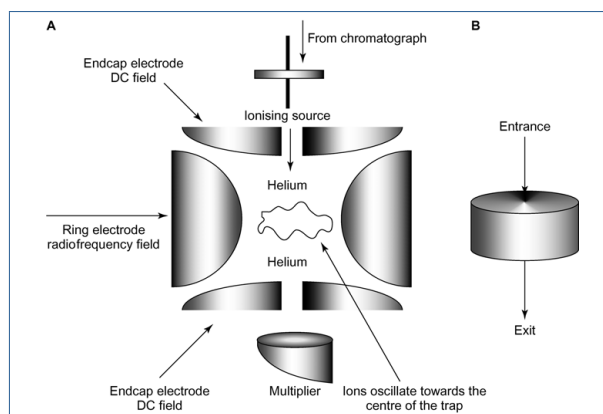 A
From chromatograph
B
Endcap electrode
DC field
Ionising source
Entrance
Helium
Ring electrode
radiofrequency field
Helium
Exit
Endcap electrode
DC field
Multiplier
Ions oscillate towards the
centre of the trap